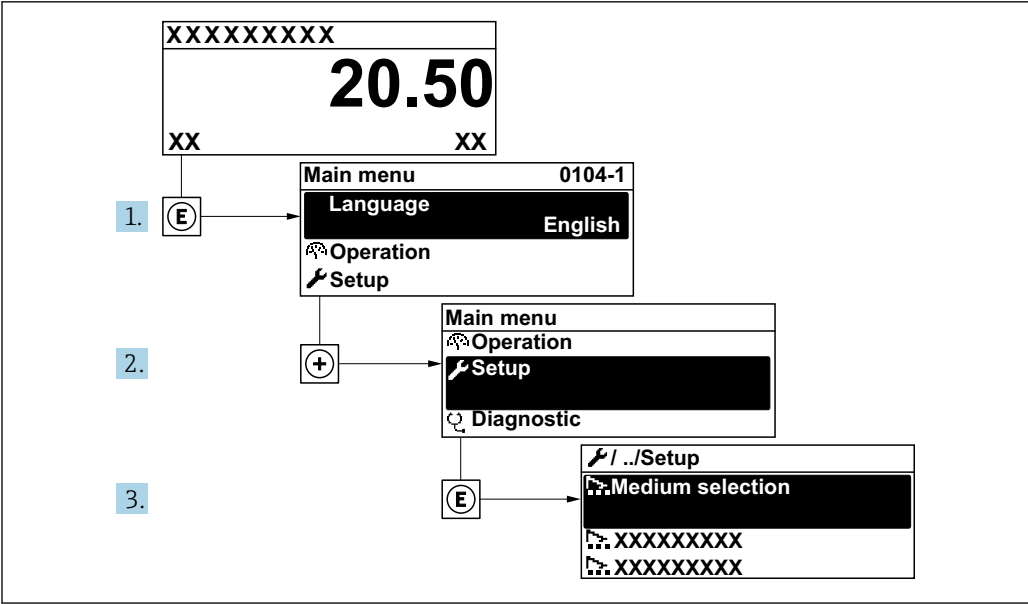 XXXXXXXXX
20.50
XX XX
Main menu 0104-1
Language
English
Operation
Setup
1. E
Main menu
Operation
Setup
Diagnostic
2. +
/ ../Setup
Medium selection
XXXXXXXXX
XXXXXXXXX
3. E